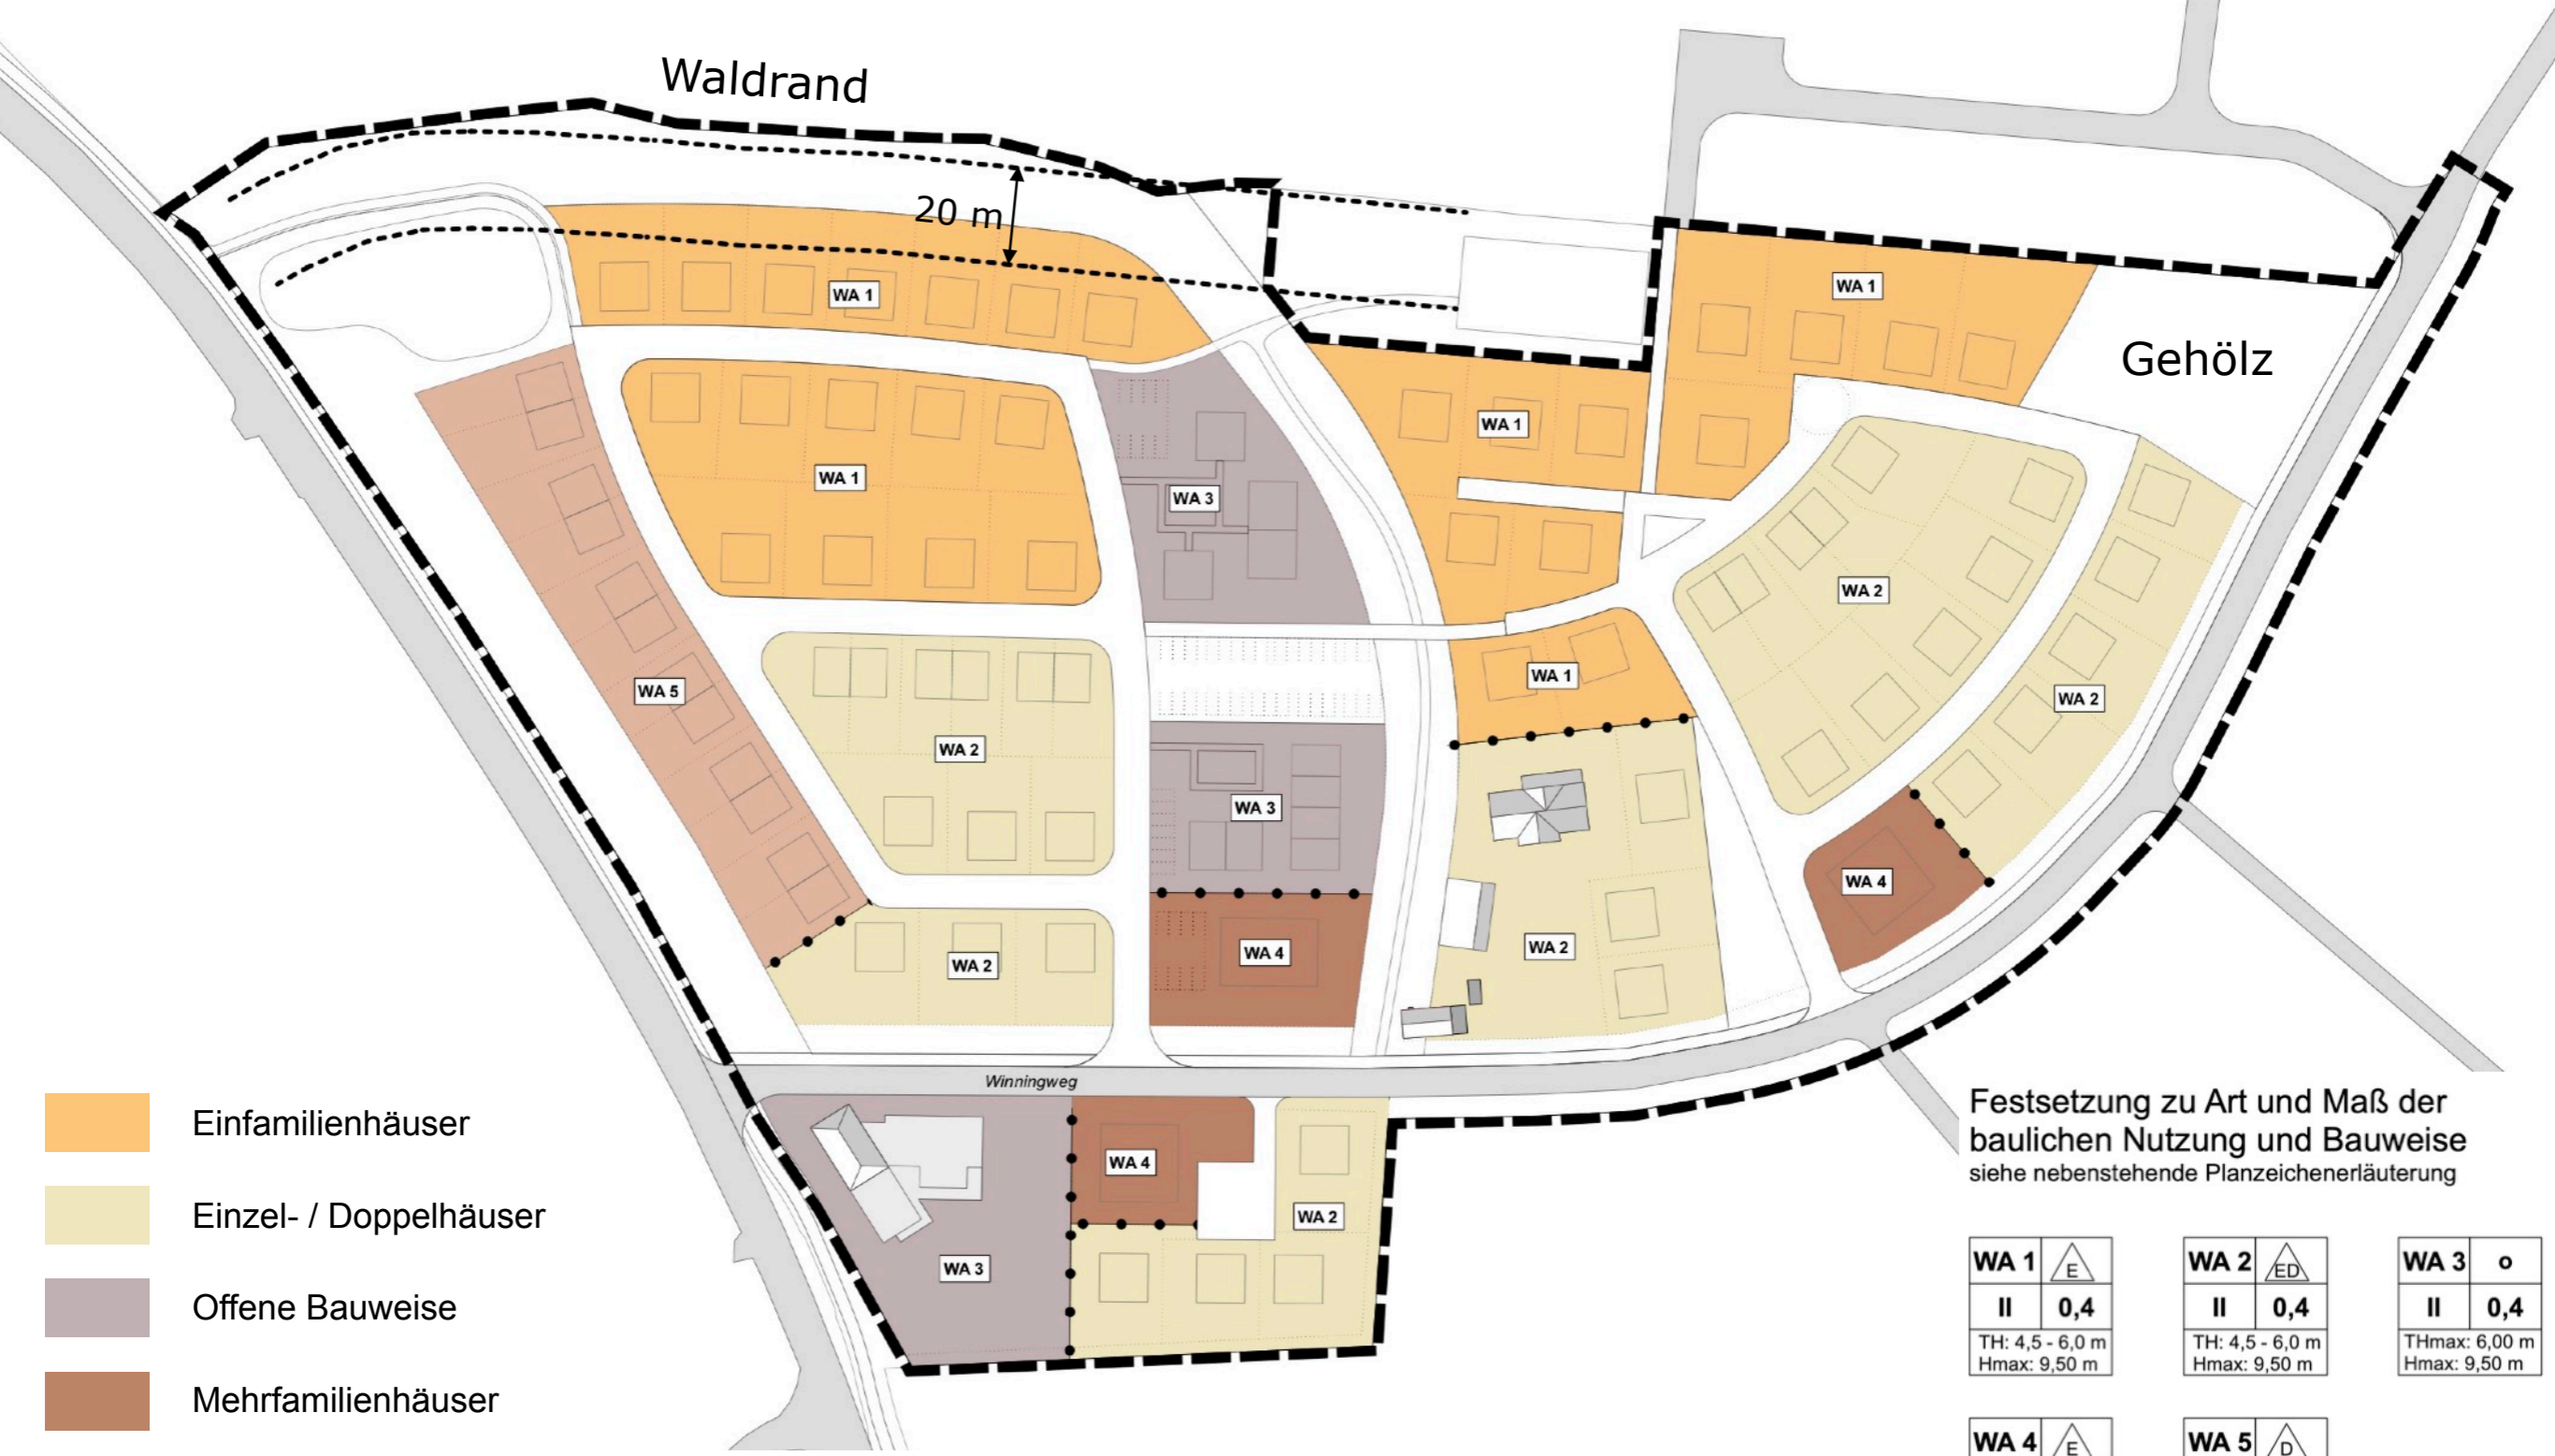 Waldrand
20 m
WA 1
WA 1
Gehölz
WA 1
WA 1
WA 3
WA 2
WA 1
WA 5
WA 2
WA 2
WA 3
WA 4
WA 4
WA 2
WA 2
WA 2
Winningweg
WA 4
WA 2
WA 3
Einfamilienhäuser
Einzel- / Doppelhäuser
Offene Bauweise
Mehrfamilienhäuser
Festsetzung zu Art und Maß der
baulichen Nutzung und Bauweise
siehe nebenstehende Planzeichenerläuterung
WA 1 E
II 0,4
TH: 4,5 - 6,0 m
Hmax: 9,50 m
WA 2 ED
II 0,4
TH: 4,5 - 6,0 m
Hmax: 9,50 m
WA 3 o
II 0,4
THmax: 6,00 m
Hmax: 9,50 m
WA 4 E
WA 5 D